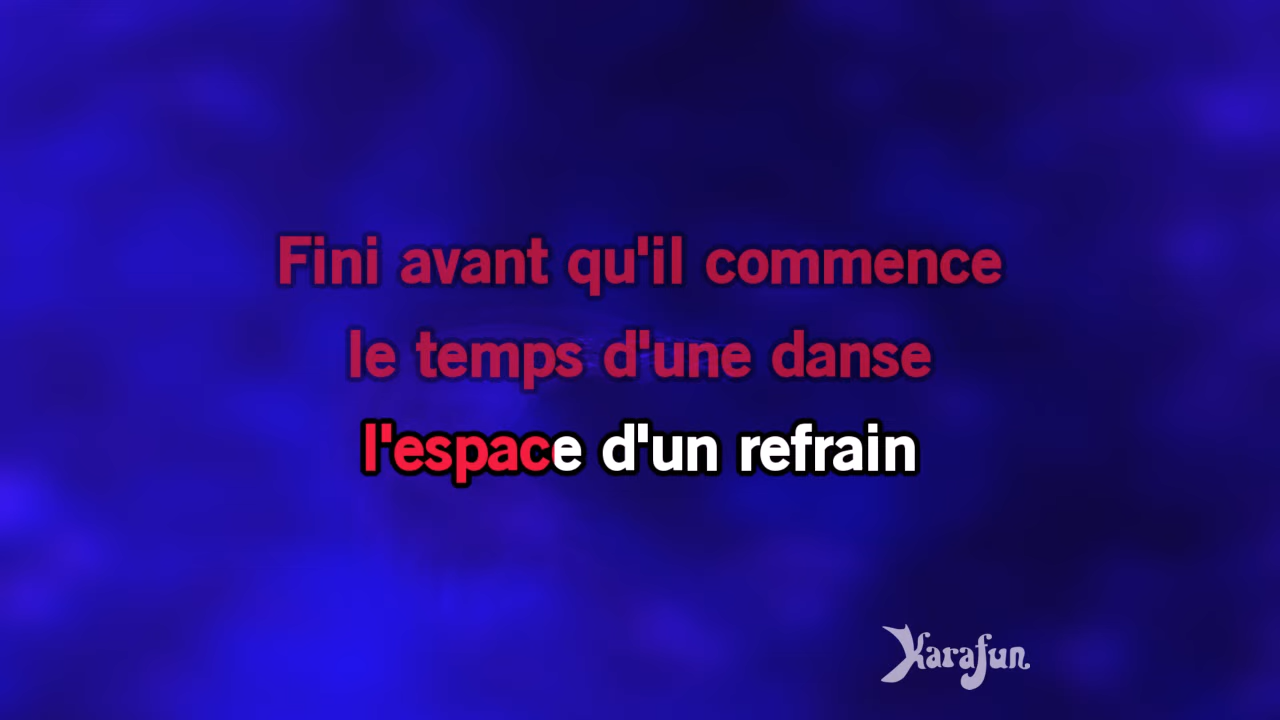 Fini avant qu'il commence
le temps d'une danse
l'espace d'un refrain
Karafun